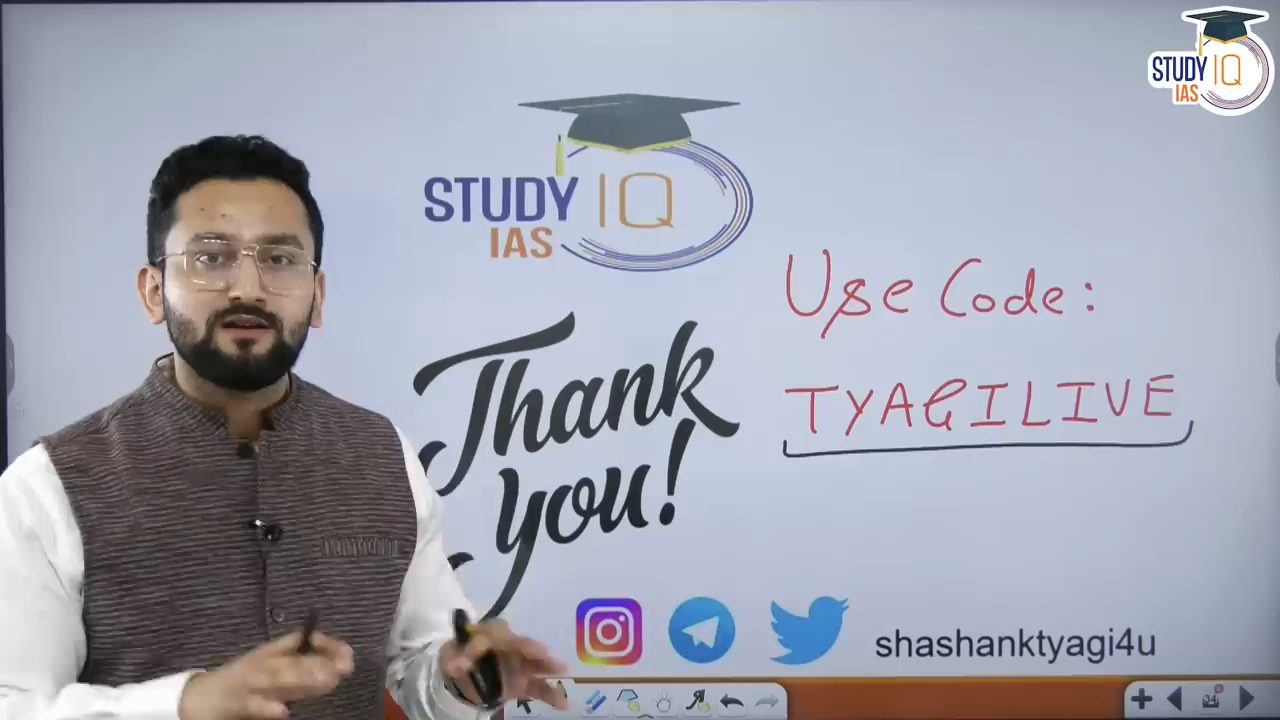 STUDY IQ
IAS
STUDY IQ
IAS
Use Code:
TYAGILIVE
Thank
you!
shashanktyagi4u